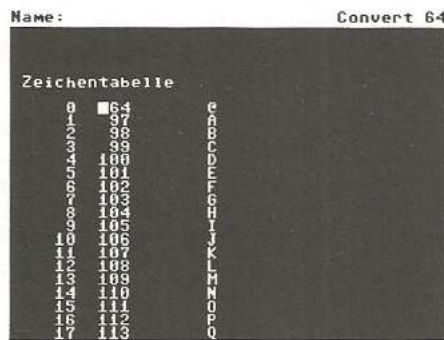 Name: Convert 64
Zeichentabelle
0 64 @
1 97 A
2 98 B
3 99 C
4 100 D
5 101 E
6 102 F
7 103 G
8 104 H
9 105 I
10 106 J
11 107 K
12 108 L
13 109 M
14 110 N
15 111 O
16 112 P
17 113 Q